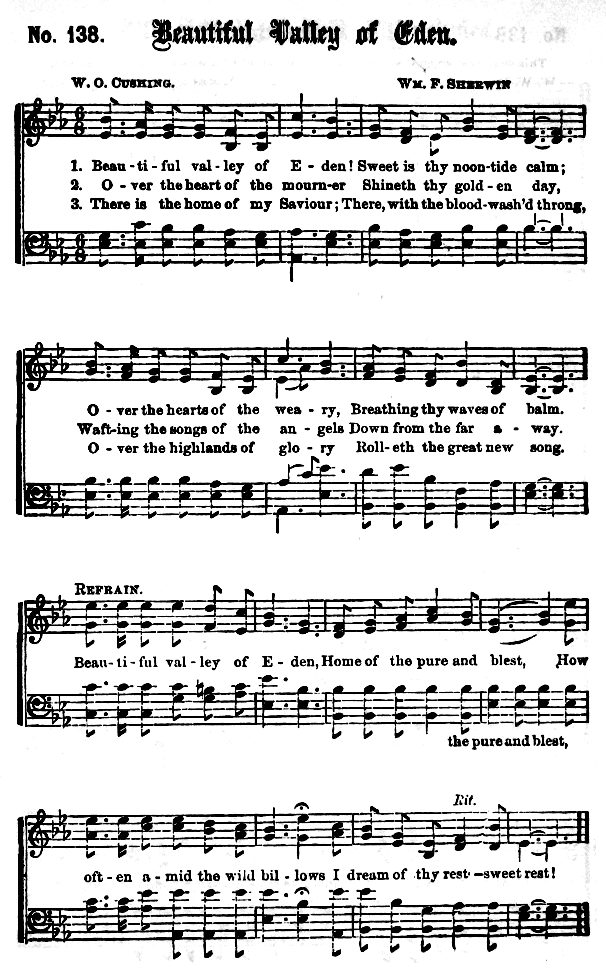 No. 138. Beautiful Valley of Eden.
W. O. CUSHING. WM. F. SHERWIN
1. Beau - ti - ful val - ley of E - den! Sweet is thy noon-tide calm;
2. O - ver the heart of the mourn-er Shineth thy gold - en day,
3. There is the home of my Saviour; There, with the blood-wash'd throng,
O - ver the hearts of the wea - ry, Breathing thy waves of balm.
Waft-ing the songs of the an - gels Down from the far a - way.
O - ver the highlands of glo - ry Roll-eth the great new song.
REFRAIN.
Beau - ti - ful val - ley of E - den, Home of the pure and blest, How
the pure and blest,
Rit.
oft - en a - mid the wild bil - lows I dream of thy rest—sweet rest!